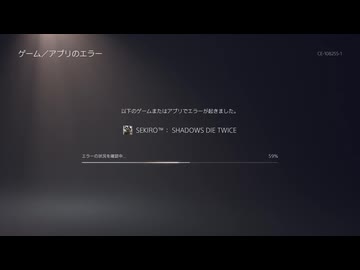 ゲーム／アプリのエラー
CE-108255-1
以下のゲームまたはアプリでエラーが起きました。
SEKIRO™： SHADOWS DIE TWICE
エラーの状況を確認中...
59%